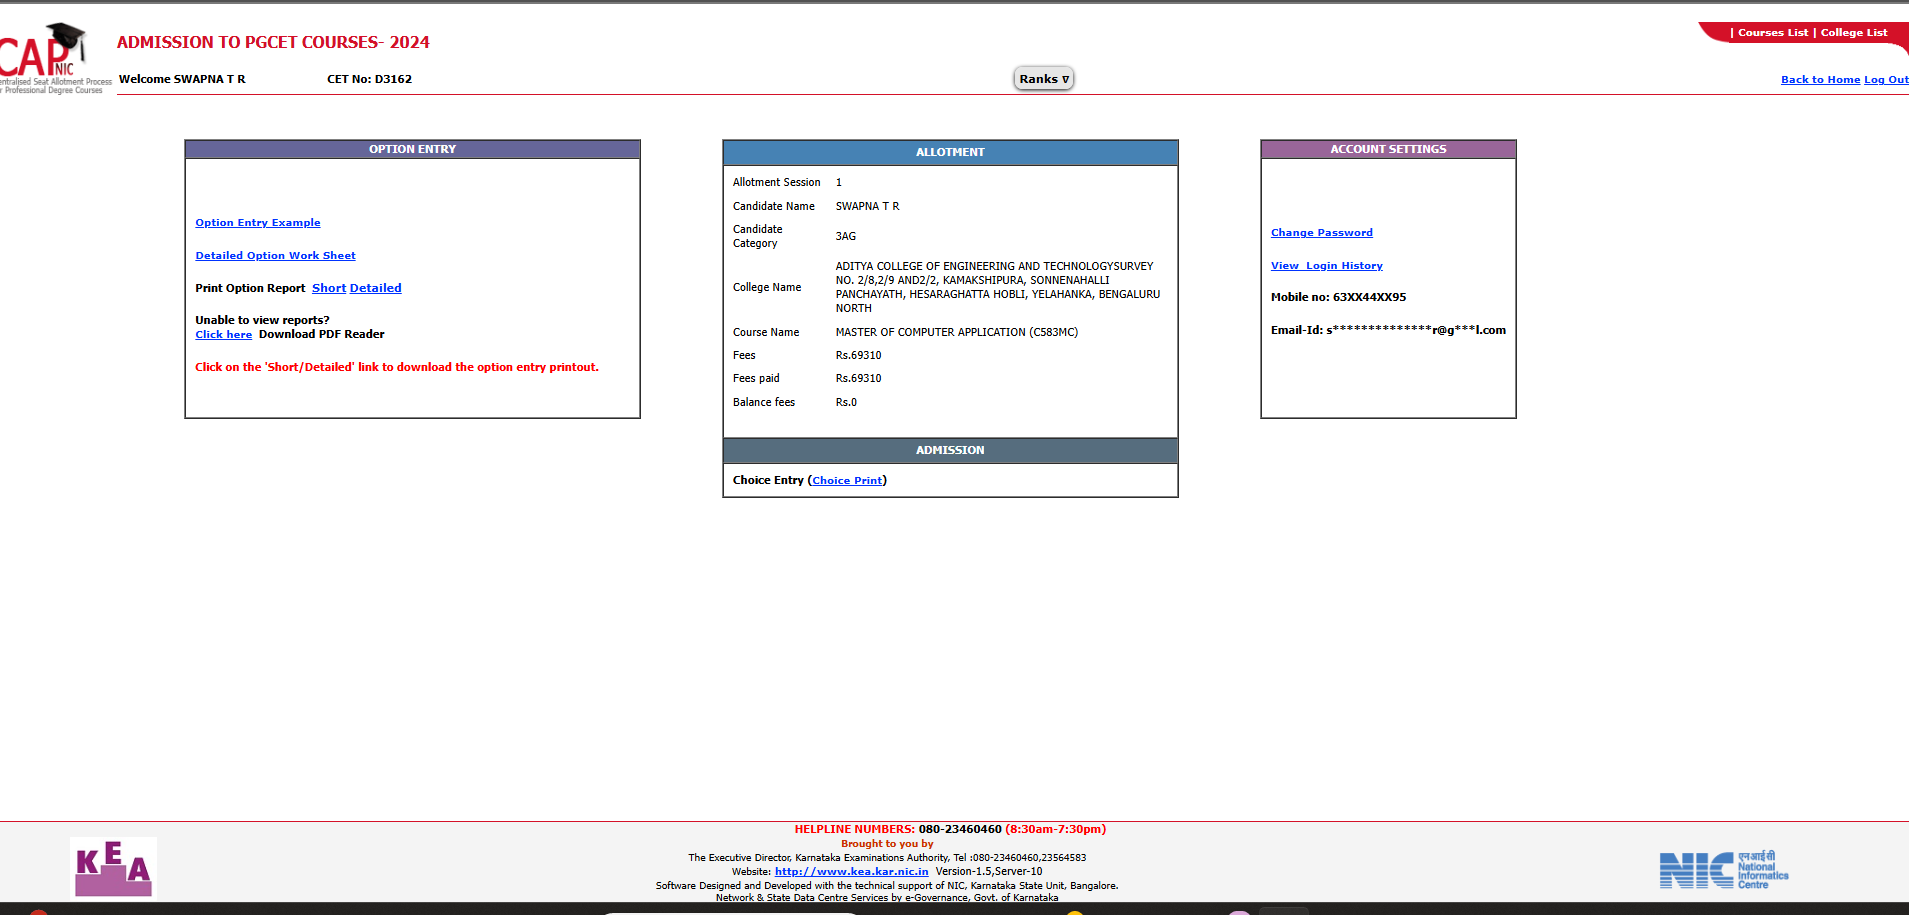 CAP
NIC
entralised Seat Allotment Process
r Professional Degree Courses
ADMISSION TO PGCET COURSES- 2024
| Courses List | College List
Welcome SWAPNA T R
CET No: D3162
Ranks ∇
Back to Home Log Out
OPTION ENTRY
Option Entry Example
Detailed Option Work Sheet
Print Option Report Short Detailed
Unable to view reports?
Click here Download PDF Reader
Click on the 'Short/Detailed' link to download the option entry printout.
ALLOTMENT
Allotment Session 1
Candidate Name SWAPNA T R
Candidate
Category
3AG
College Name
ADITYA COLLEGE OF ENGINEERING AND TECHNOLOGYSURVEY
NO. 2/8,2/9 AND2/2, KAMAKSHIPURA, SONNENAHALLI
PANCHAYATH, HESARAGHATTA HOBLI, YELAHANKA, BENGALURU
NORTH
Course Name MASTER OF COMPUTER APPLICATION (C583MC)
Fees Rs.69310
Fees paid Rs.69310
Balance fees Rs.0
ADMISSION
Choice Entry (Choice Print)
ACCOUNT SETTINGS
Change Password
View Login History
Mobile no: 63XX44XX95
Email-Id: s**************r@g***l.com
KEA
HELPLINE NUMBERS: 080-23460460 (8:30am-7:30pm)
Brought to you by
The Executive Director, Karnataka Examinations Authority, Tel :080-23460460,23564583
Website: http://www.kea.kar.nic.in Version-1.5,Server-10
Software Designed and Developed with the technical support of NIC, Karnataka State Unit, Bangalore.
Network & State Data Centre Services by e-Governance, Govt. of Karnataka
NIC
एनआईसी
National
Informatics
Centre